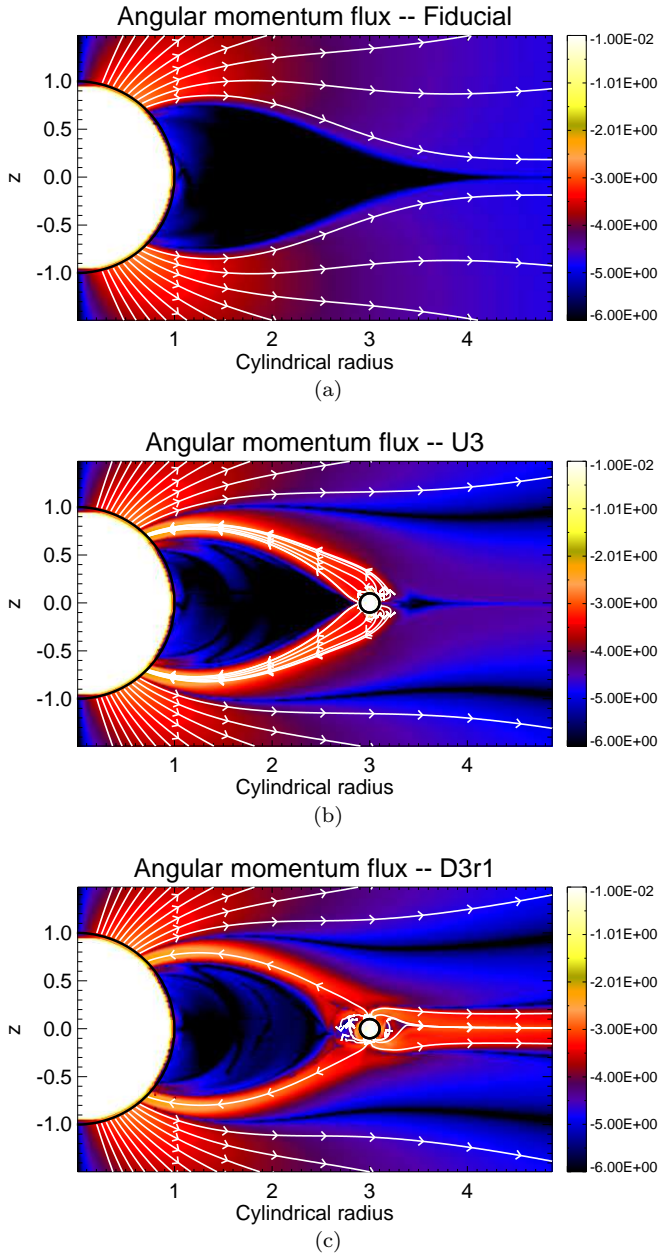 Angular momentum flux -- Fiducial
-1.00E-02
1.0
-1.01E+00
0.5
-2.01E+00
z
0.0
-3.00E+00
-0.5
-4.00E+00
-1.0
-5.00E+00
-6.00E+00
1 2 3 4
Cylindrical radius
(a)
Angular momentum flux -- U3
-1.00E-02
1.0
-1.01E+00
0.5
-2.01E+00
z
0.0
-3.00E+00
-0.5
-4.00E+00
-1.0
-5.00E+00
-6.00E+00
1 2 3 4
Cylindrical radius
(b)
Angular momentum flux -- D3r1
-1.00E-02
1.0
-1.01E+00
0.5
-2.01E+00
z
0.0
-3.00E+00
-0.5
-4.00E+00
-1.0
-5.00E+00
-6.00E+00
1 2 3 4
Cylindrical radius
(c)